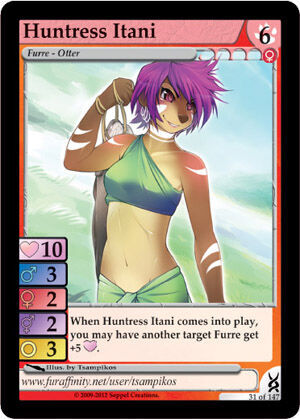 Huntress Itani
6
Furre - Otter
10
3
2
2
3
When Huntress Itani comes into play,
you may have another target Furre get
+5
Illus. by Tsampikos
www.furaffinity.net/user/tsampikos
31 of 147
© 2009-2012 Seppel Creations.